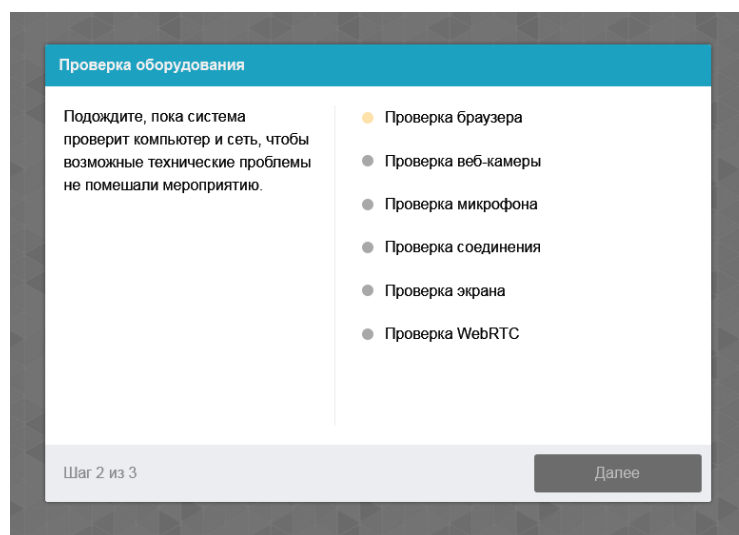 Проверка оборудования
Подождите, пока система
проверит компьютер и сеть, чтобы
возможные технические проблемы
не помешали мероприятию.
Проверка браузера
Проверка веб-камеры
Проверка микрофона
Проверка соединения
Проверка экрана
Проверка WebRTC
Шаг 2 из 3
Далее